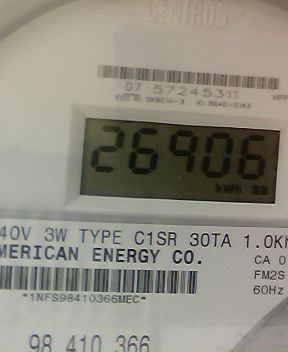 CENTRON
07 57245311
26906
kWh
40V 3W TYPE C1SR 30TA 1.0Kh
MERICAN ENERGY CO.
CA 0
FM2S
60Hz
*1NFS98410366MEC*
98 410 366